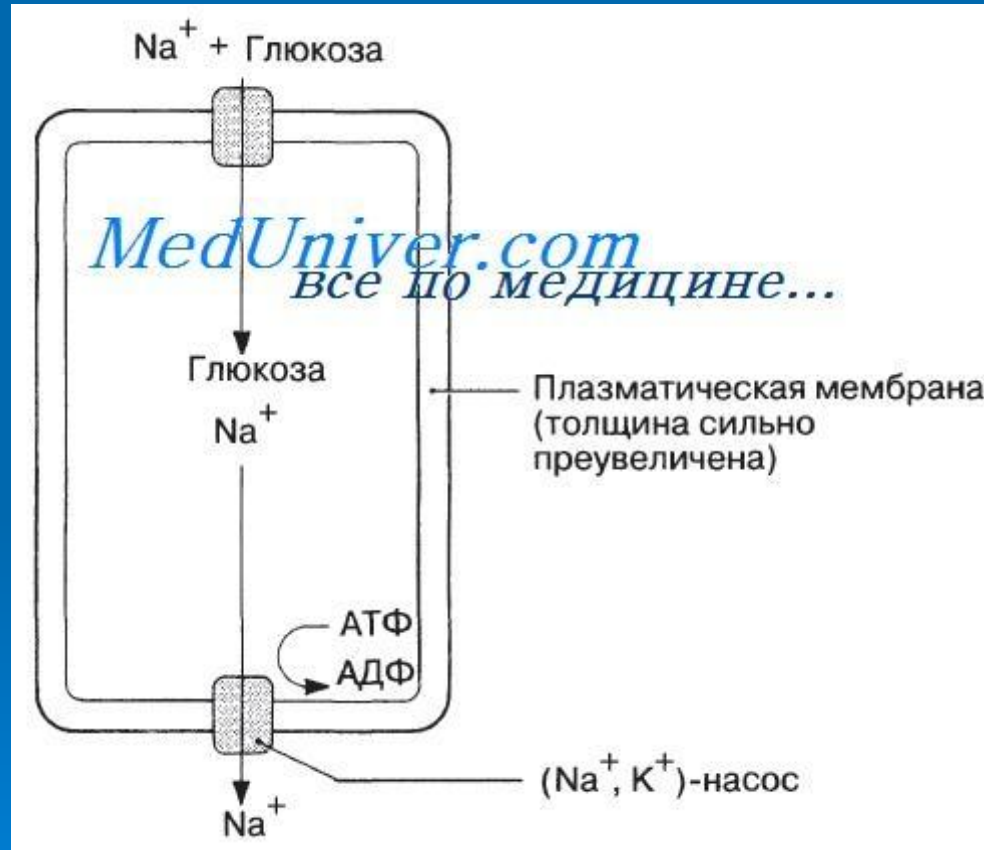 Na⁺ + Глюкоза
MedUniver.com
все по медицине...
Глюкоза
Na⁺
Плазматическая мембрана
(толщина сильно
преувеличена)
АТФ
АДФ
(Na⁺, K⁺)-насос
Na⁺